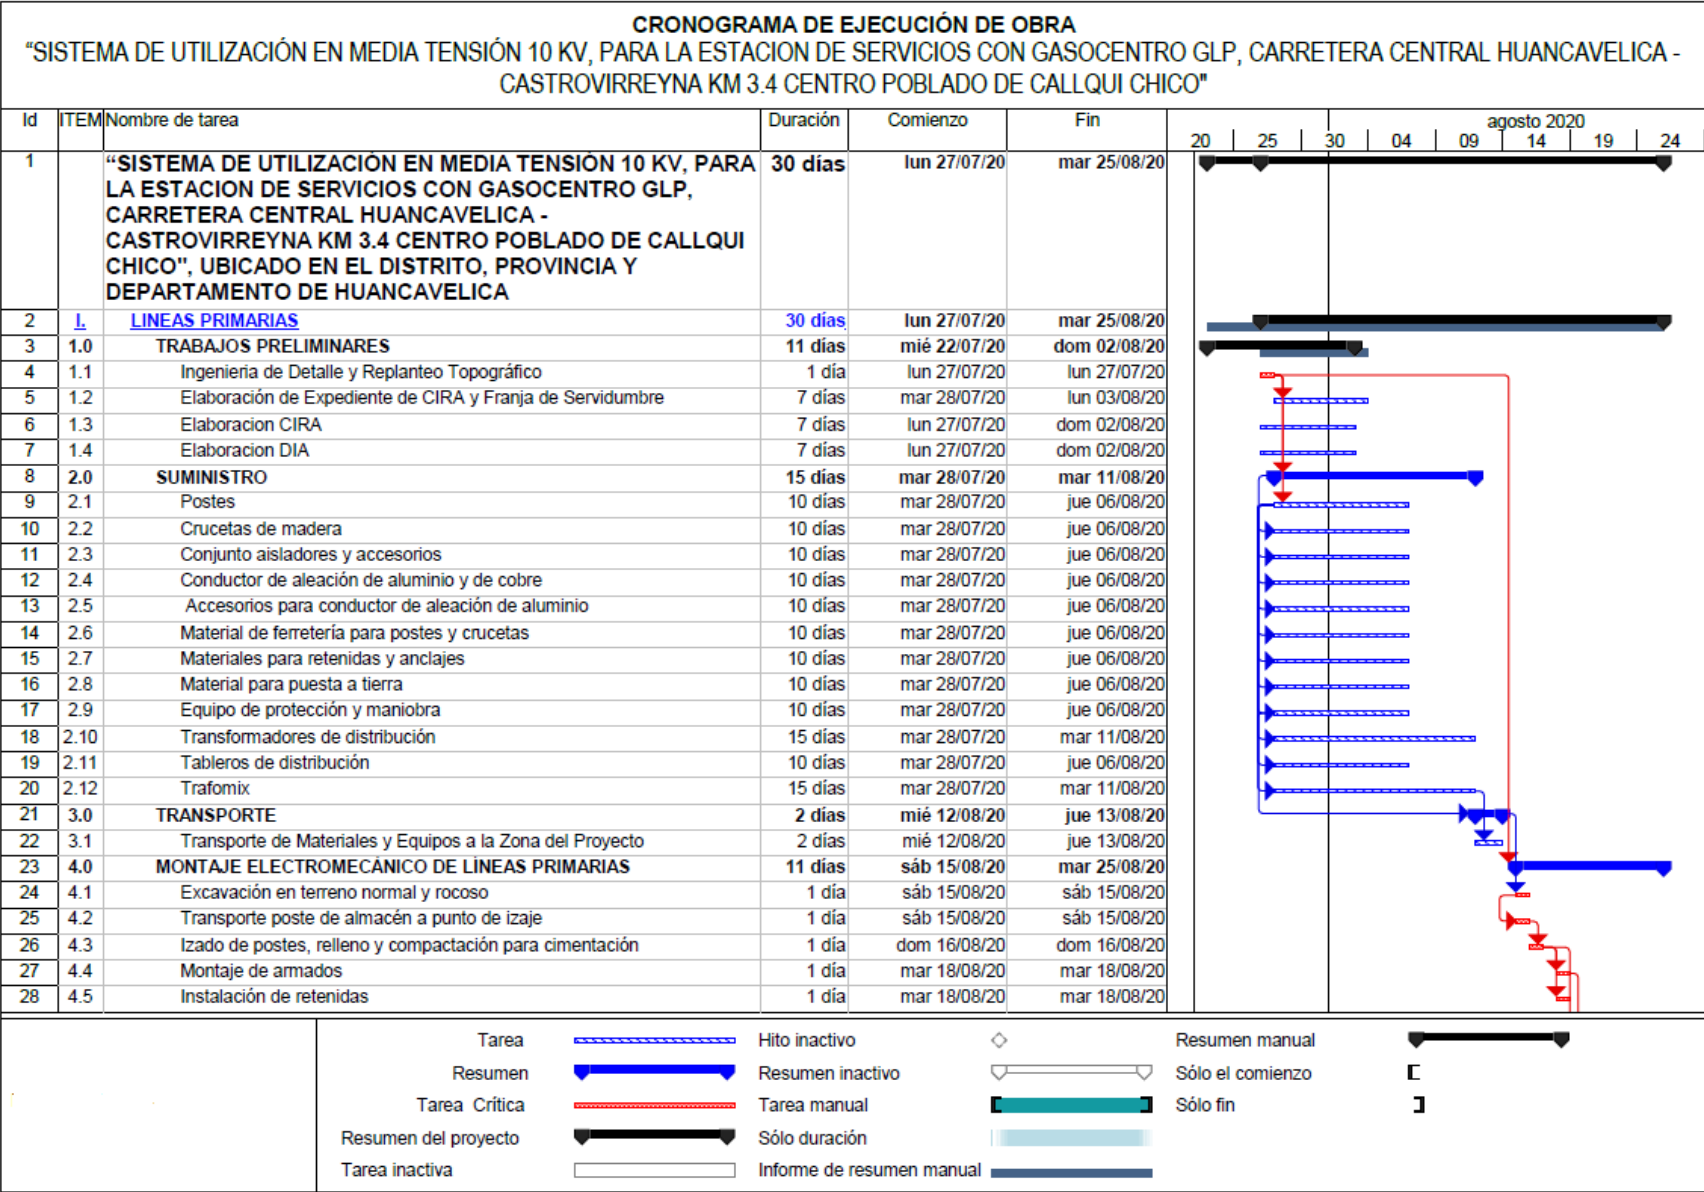 CRONOGRAMA DE EJECUCIÓN DE OBRA
“SISTEMA DE UTILIZACIÓN EN MEDIA TENSIÓN 10 KV, PARA LA ESTACION DE SERVICIOS CON GASOCENTRO GLP, CARRETERA CENTRAL HUANCAVELICA -
CASTROVIRREYNA KM 3.4 CENTRO POBLADO DE CALLQUI CHICO"
Id ITEM Nombre de tarea Duración Comienzo Fin agosto 2020
20 25 30 04 09 14 19 24
1 “SISTEMA DE UTILIZACIÓN EN MEDIA TENSIÓN 10 KV, PARA 30 días lun 27/07/20 mar 25/08/20
LA ESTACION DE SERVICIOS CON GASOCENTRO GLP,
CARRETERA CENTRAL HUANCAVELICA -
CASTROVIRREYNA KM 3.4 CENTRO POBLADO DE CALLQUI
CHICO", UBICADO EN EL DISTRITO, PROVINCIA Y
DEPARTAMENTO DE HUANCAVELICA
2 I. LINEAS PRIMARIAS 30 días lun 27/07/20 mar 25/08/20
3 1.0 TRABAJOS PRELIMINARES 11 días mié 22/07/20 dom 02/08/20
4 1.1 Ingenieria de Detalle y Replanteo Topográfico 1 día lun 27/07/20 lun 27/07/20
5 1.2 Elaboración de Expediente de CIRA y Franja de Servidumbre 7 días mar 28/07/20 lun 03/08/20
6 1.3 Elaboracion CIRA 7 días lun 27/07/20 dom 02/08/20
7 1.4 Elaboracion DIA 7 días lun 27/07/20 dom 02/08/20
8 2.0 SUMINISTRO 15 días mar 28/07/20 mar 11/08/20
9 2.1 Postes 10 días mar 28/07/20 jue 06/08/20
10 2.2 Crucetas de madera 10 días mar 28/07/20 jue 06/08/20
11 2.3 Conjunto aisladores y accesorios 10 días mar 28/07/20 jue 06/08/20
12 2.4 Conductor de aleación de aluminio y de cobre 10 días mar 28/07/20 jue 06/08/20
13 2.5 Accesorios para conductor de aleación de aluminio 10 días mar 28/07/20 jue 06/08/20
14 2.6 Material de ferretería para postes y crucetas 10 días mar 28/07/20 jue 06/08/20
15 2.7 Materiales para retenidas y anclajes 10 días mar 28/07/20 jue 06/08/20
16 2.8 Material para puesta a tierra 10 días mar 28/07/20 jue 06/08/20
17 2.9 Equipo de protección y maniobra 10 días mar 28/07/20 jue 06/08/20
18 2.10 Transformadores de distribución 15 días mar 28/07/20 mar 11/08/20
19 2.11 Tableros de distribución 10 días mar 28/07/20 jue 06/08/20
20 2.12 Trafomix 15 días mar 28/07/20 mar 11/08/20
21 3.0 TRANSPORTE 2 días mié 12/08/20 jue 13/08/20
22 3.1 Transporte de Materiales y Equipos a la Zona del Proyecto 2 días mié 12/08/20 jue 13/08/20
23 4.0 MONTAJE ELECTROMECÁNICO DE LÍNEAS PRIMARIAS 11 días sáb 15/08/20 mar 25/08/20
24 4.1 Excavación en terreno normal y rocoso 1 día sáb 15/08/20 sáb 15/08/20
25 4.2 Transporte poste de almacén a punto de izaje 1 día sáb 15/08/20 sáb 15/08/20
26 4.3 Izado de postes, relleno y compactación para cimentación 1 día dom 16/08/20 dom 16/08/20
27 4.4 Montaje de armados 1 día mar 18/08/20 mar 18/08/20
28 4.5 Instalación de retenidas 1 día mar 18/08/20 mar 18/08/20
Tarea Hito inactivo Resumen manual
Resumen Resumen inactivo Sólo el comienzo
Tarea Crítica Tarea manual Sólo fin
Resumen del proyecto Sólo duración
Tarea inactiva Informe de resumen manual